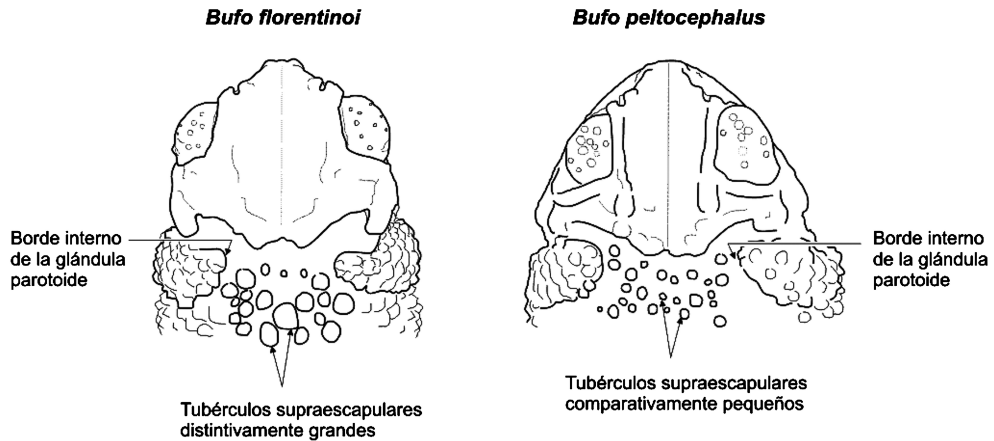 Bufo florentinoi
Bufo peltocephalus
Borde interno
de la glándula
parotoide
Borde interno
de la glándula
parotoide
Tubérculos supraescapulares
distintivamente grandes
Tubérculos supraescapulares
comparativamente pequeños